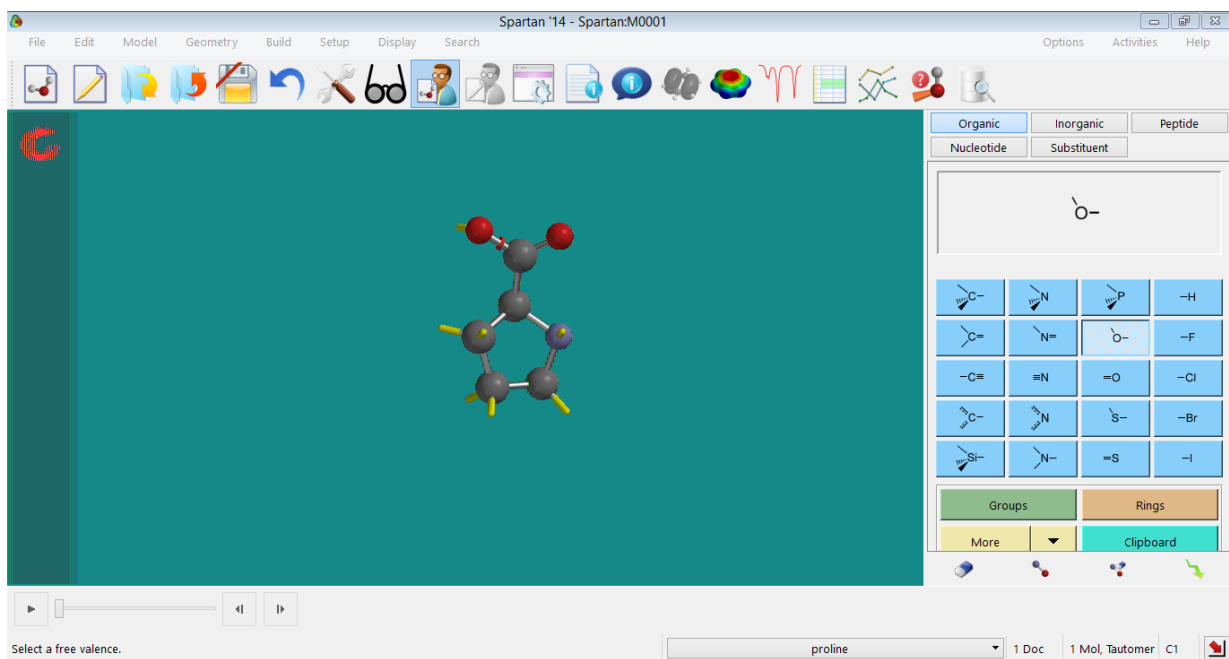 Spartan '14 - Spartan:M0001
File Edit Model Geometry Build Setup Display Search Options Activities Help
Organic Inorganic Peptide
Nucleotide Substituent
O–
C– N P –H
C= N= O– –F
–C≡ ≡N =O –Cl
C– N S– –Br
Si– N– =S –I
Groups Rings
More Clipboard
Select a free valence. proline 1 Doc 1 Mol, Tautomer C1